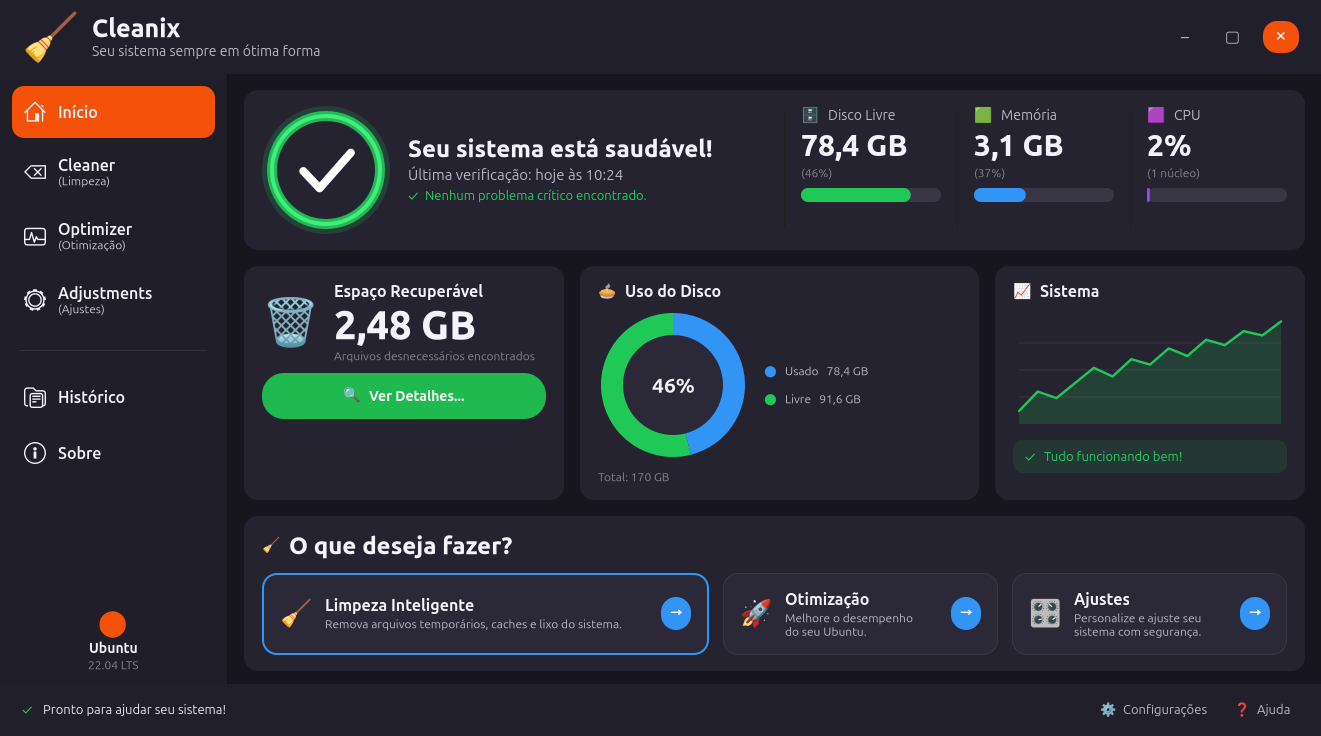 Cleanix
Seu sistema sempre em ótima forma
Início
Cleaner
(Limpeza)
Optimizer
(Otimização)
Adjustments
(Ajustes)
Histórico
Sobre
Ubuntu
22.04 LTS
Seu sistema está saudável!
Última verificação: hoje às 10:24
✓ Nenhum problema crítico encontrado.
Disco Livre
78,4 GB
(46%)
Memória
3,1 GB
(37%)
CPU
2%
(1 núcleo)
Espaço Recuperável
2,48 GB
Arquivos desnecessários encontrados
Ver Detalhes...
Uso do Disco
46%
Usado 78,4 GB
Livre 91,6 GB
Total: 170 GB
Sistema
✓ Tudo funcionando bem!
O que deseja fazer?
Limpeza Inteligente
Remova arquivos temporários, caches e lixo do sistema.
→
Otimização
Melhore o desempenho
do seu Ubuntu.
→
Ajustes
Personalize e ajuste seu
sistema com segurança.
→
✓ Pronto para ajudar seu sistema!
Configurações
❓ Ajuda